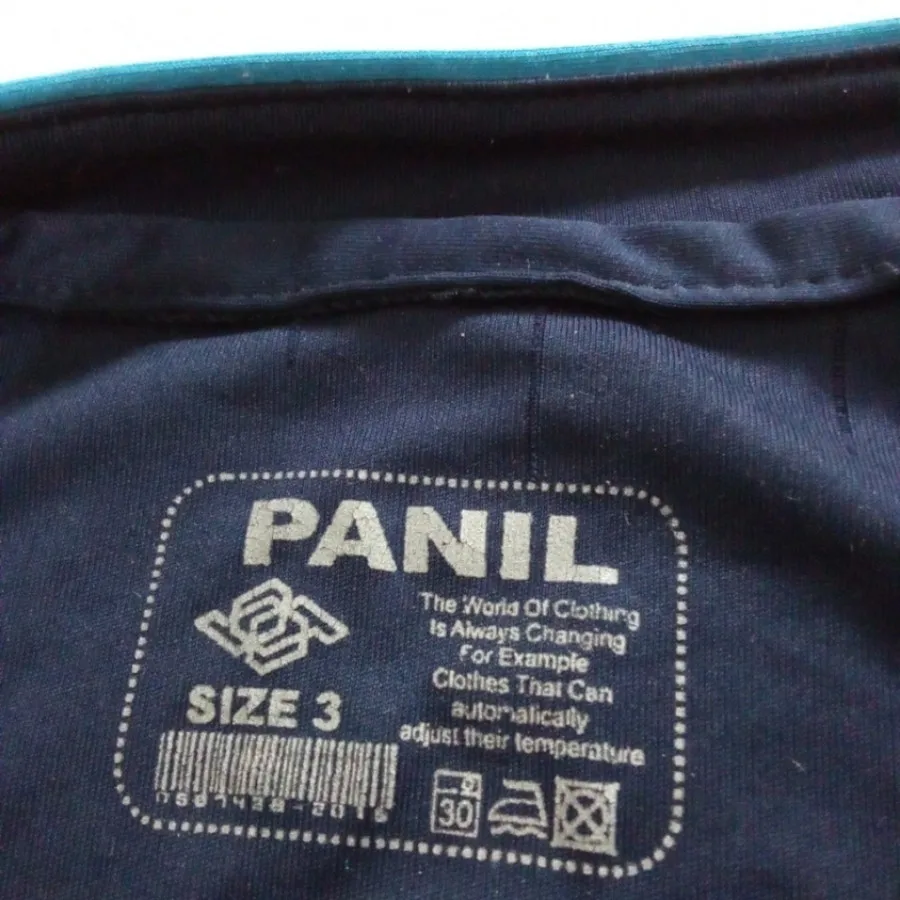 PANIL
The World Of Clothing
Is Always Changing
For Example
Clothes That Can
automatically
adjust their temperature
SIZE 3
30